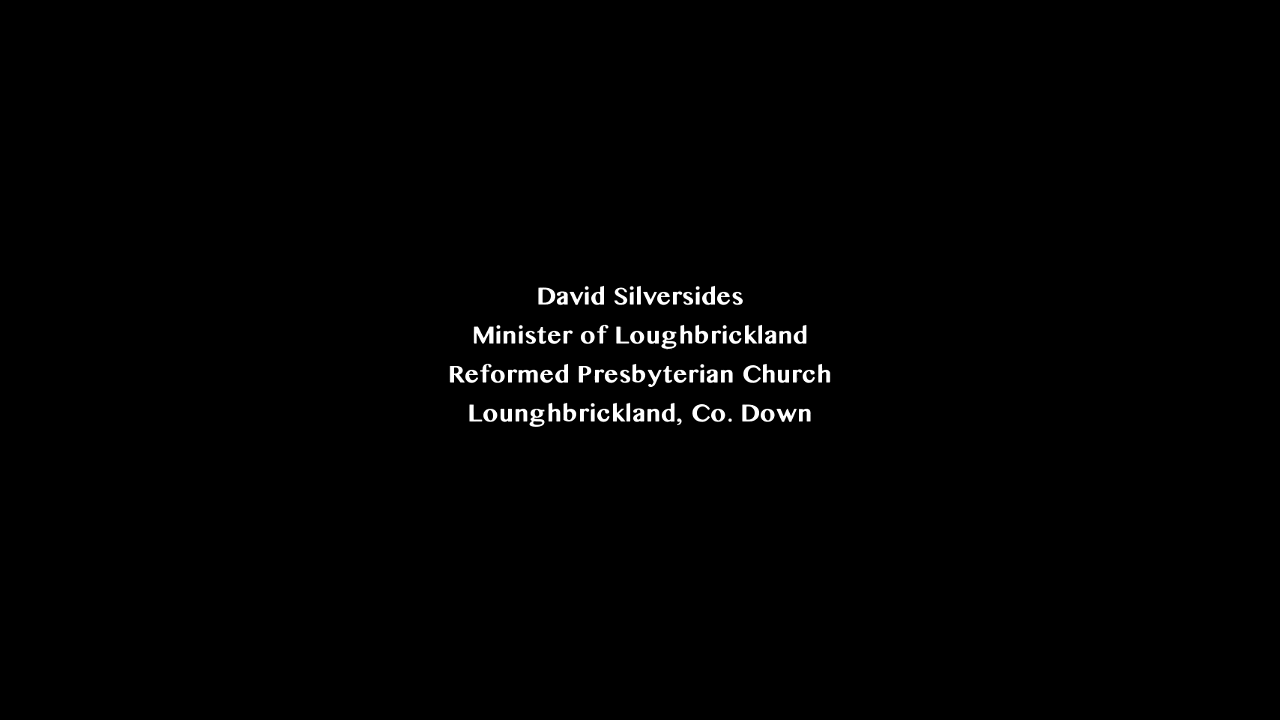 David Silversides
Minister of Loughbrickland
Reformed Presbyterian Church
Lounghbrickland, Co. Down